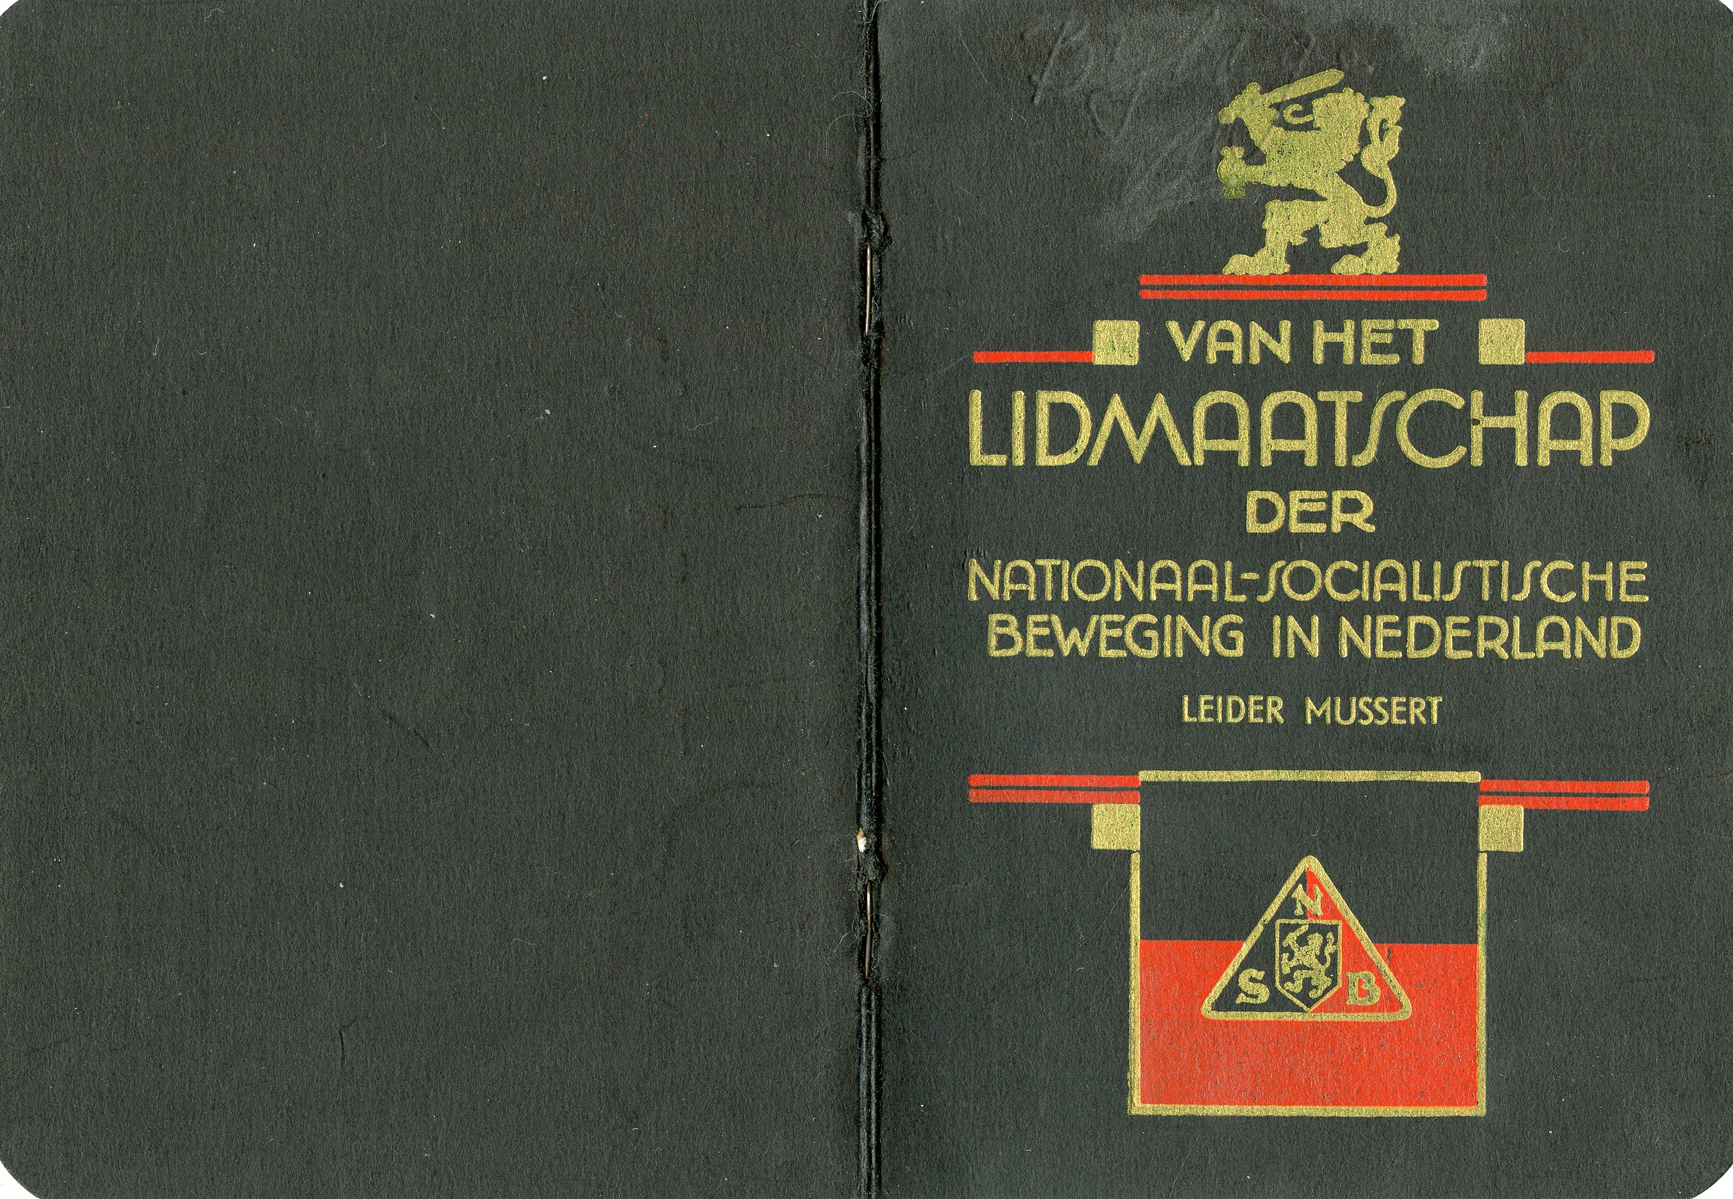 VAN HET
LIDMAATSCHAP
DER
NATIONAAL-SOCIALISTISCHE
BEWEGING IN NEDERLAND
LEIDER MUSSERT
N
S B